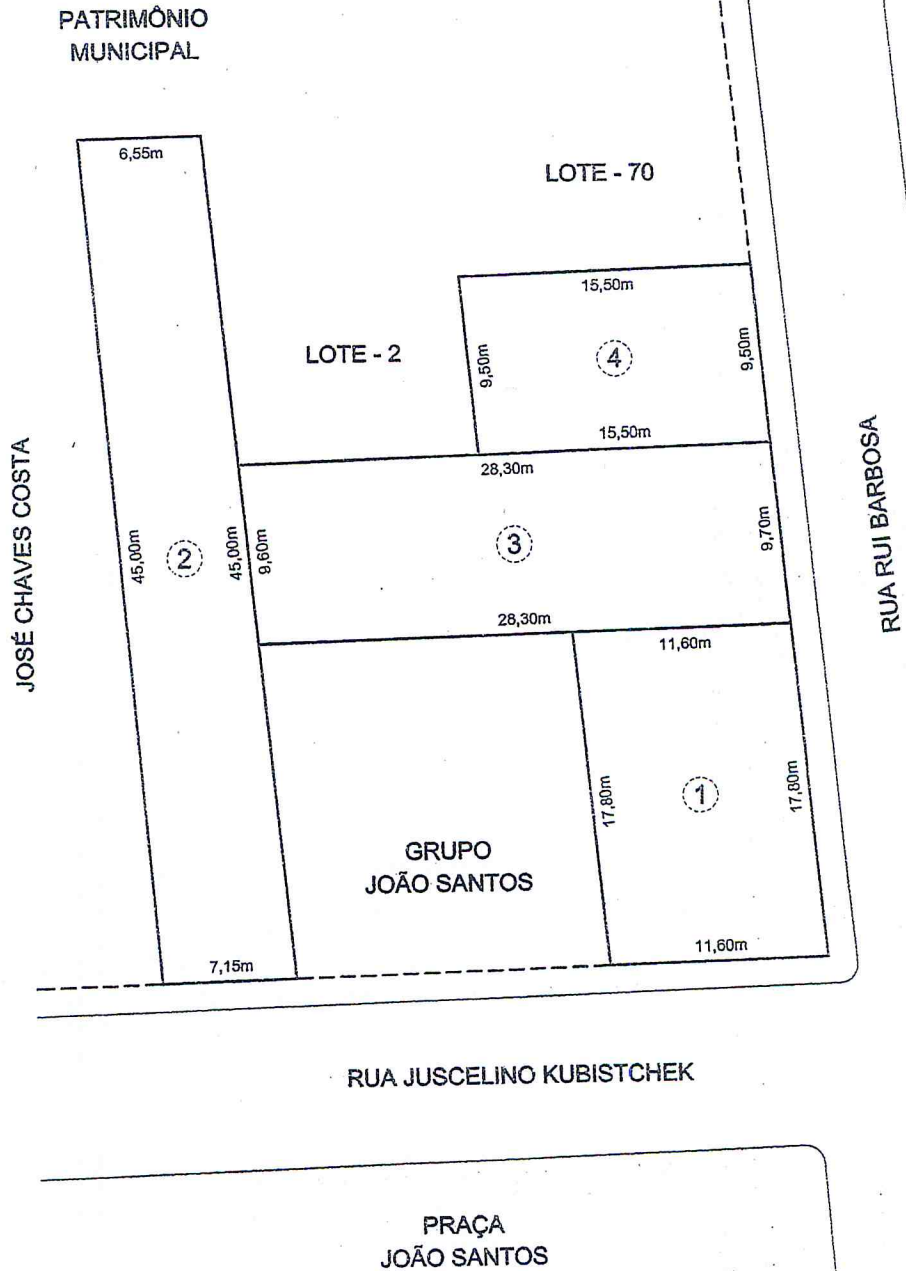 PATRIMÔNIO
MUNICIPAL
6,55m
LOTE - 70
15,50m
LOTE - 2
9,50m
4
9,50m
15,50m
28,30m
JOSÉ CHAVES COSTA
45,00m
2
45,00m
9,60m
3
9,70m
RUA RUI BARBOSA
28,30m
11,60m
17,80m
1
17,80m
GRUPO
JOÃO SANTOS
11,60m
7,15m
RUA JUSCELINO KUBISTCHEK
PRAÇA
JOÃO SANTOS